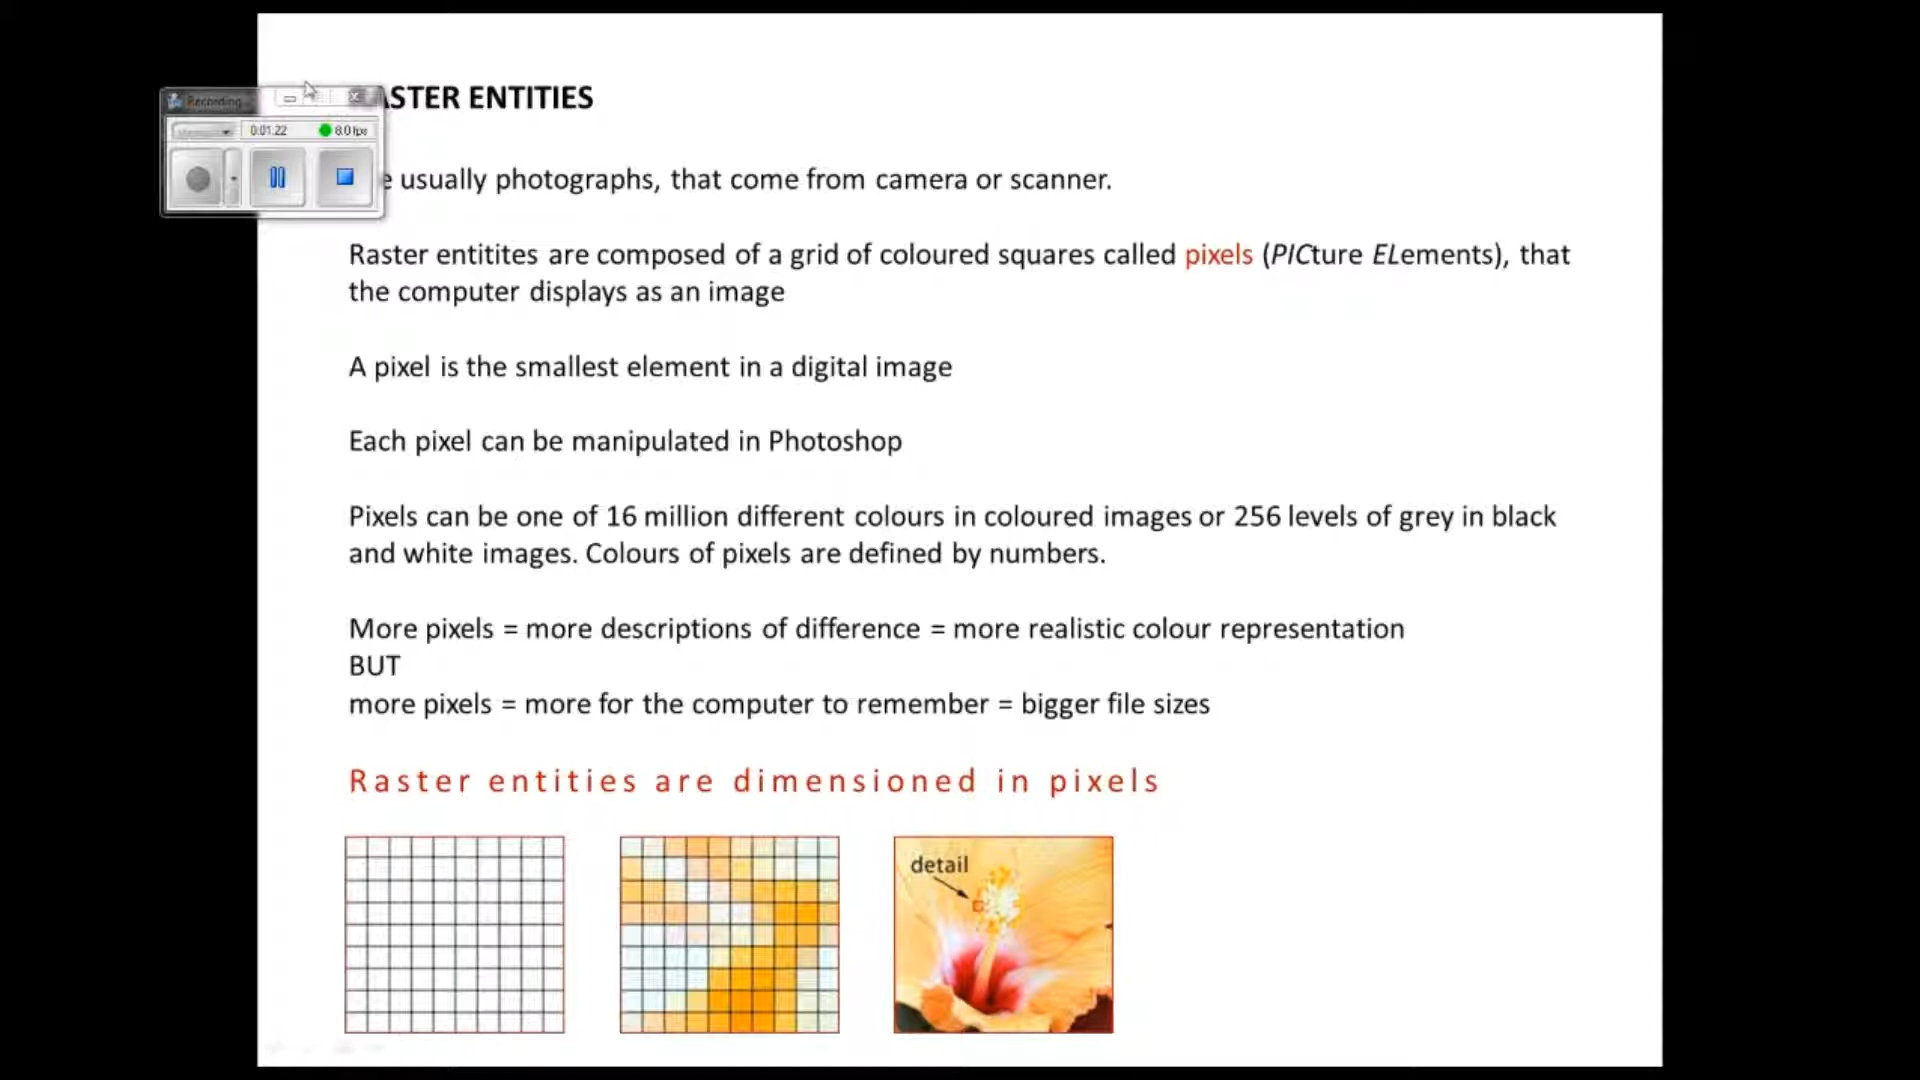 Recording...
ASTER ENTITIES
0:01:22
8.0 fps
e usually photographs, that come from camera or scanner.
Raster entitites are composed of a grid of coloured squares called pixels (PICture ELements), that
the computer displays as an image
A pixel is the smallest element in a digital image
Each pixel can be manipulated in Photoshop
Pixels can be one of 16 million different colours in coloured images or 256 levels of grey in black
and white images. Colours of pixels are defined by numbers.
More pixels = more descriptions of difference = more realistic colour representation
BUT
more pixels = more for the computer to remember = bigger file sizes
Raster entities are dimensioned in pixels
detail